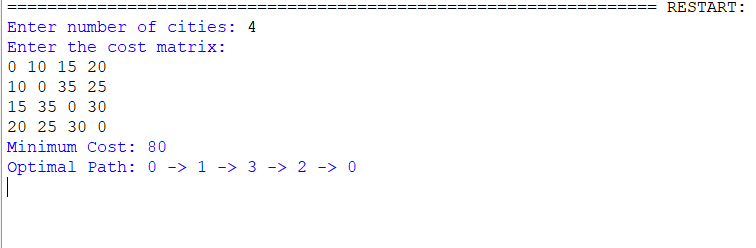 ================================================================= RESTART:
Enter number of cities: 4
Enter the cost matrix:
0 10 15 20
10 0 35 25
15 35 0 30
20 25 30 0
Minimum Cost: 80
Optimal Path: 0 -> 1 -> 3 -> 2 -> 0